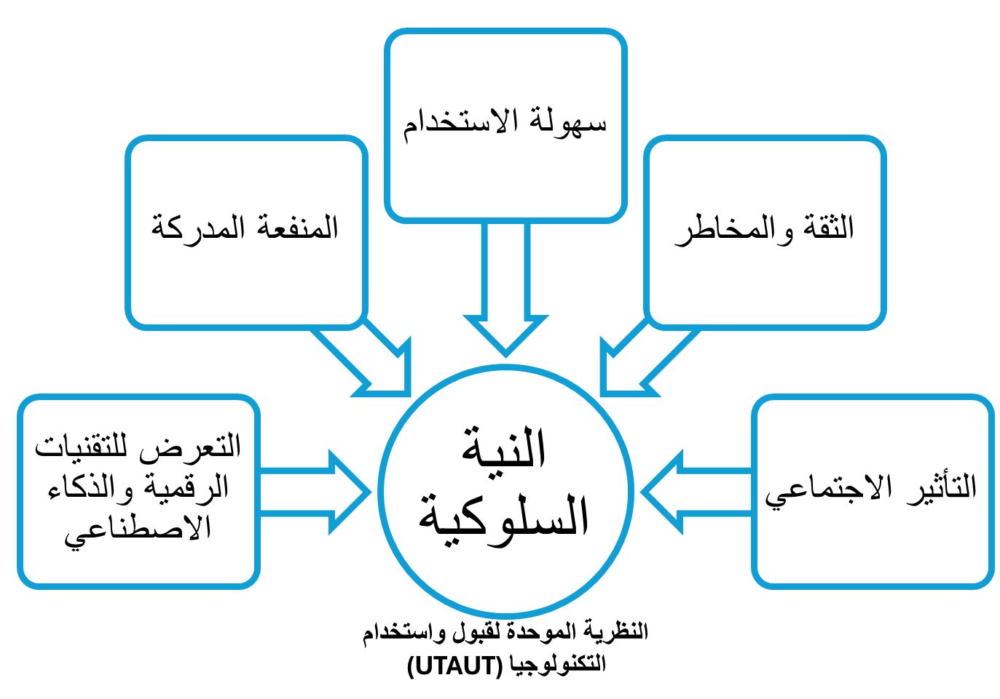 سهولة الاستخدام
الثقة والمخاطر
المنفعة المدركة
التأثير الاجتماعي
التعرض للتقنيات
الرقمية والذكاء
الاصطناعي
النية
السلوكية
النظرية الموحدة لقبول واستخدام
التكنولوجيا (UTAUT)